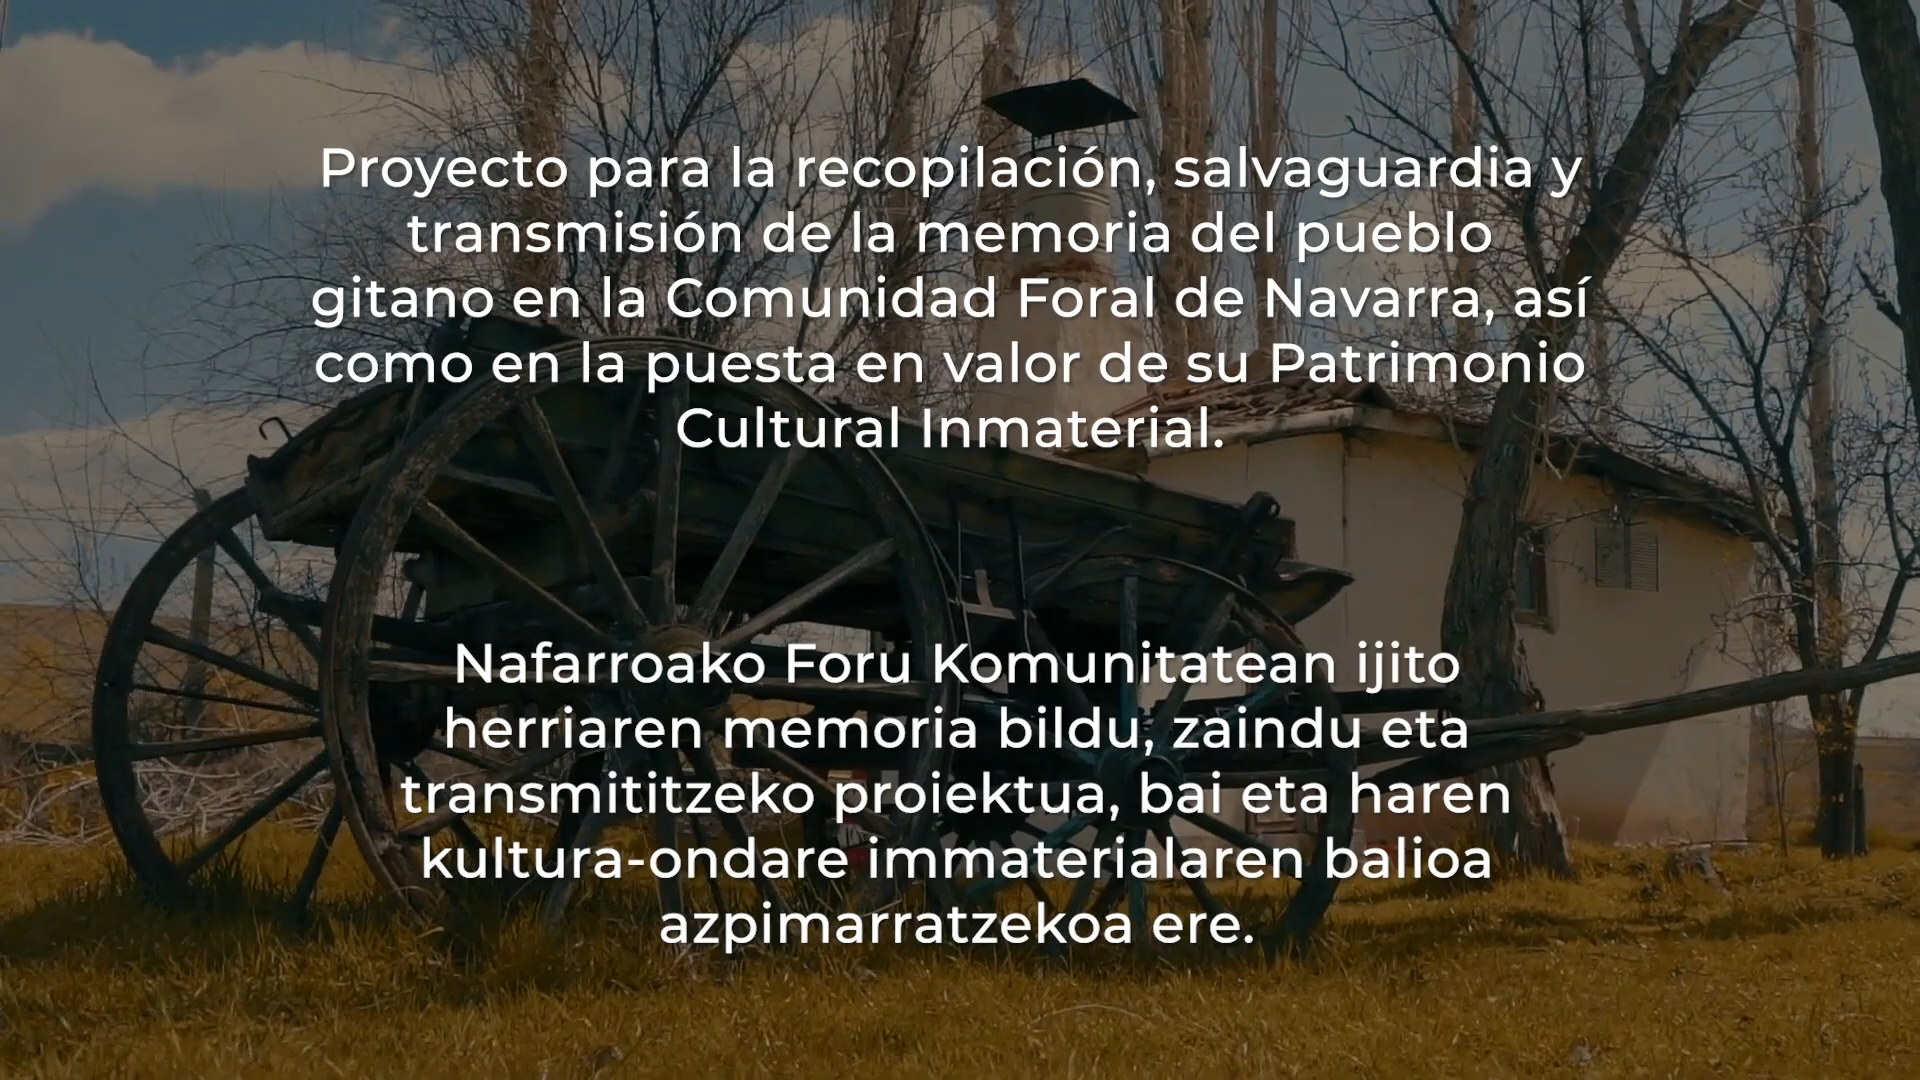 Proyecto para la recopilación, salvaguardia y
transmisión de la memoria del pueblo
gitano en la Comunidad Foral de Navarra, así
como en la puesta en valor de su Patrimonio
Cultural Inmaterial.
Nafarroako Foru Komunitatean ijito
herriaren memoria bildu, zaindu eta
transmititzeko proiektua, bai eta haren
kultura-ondare immaterialaren balioa
azpimarratzekoa ere.